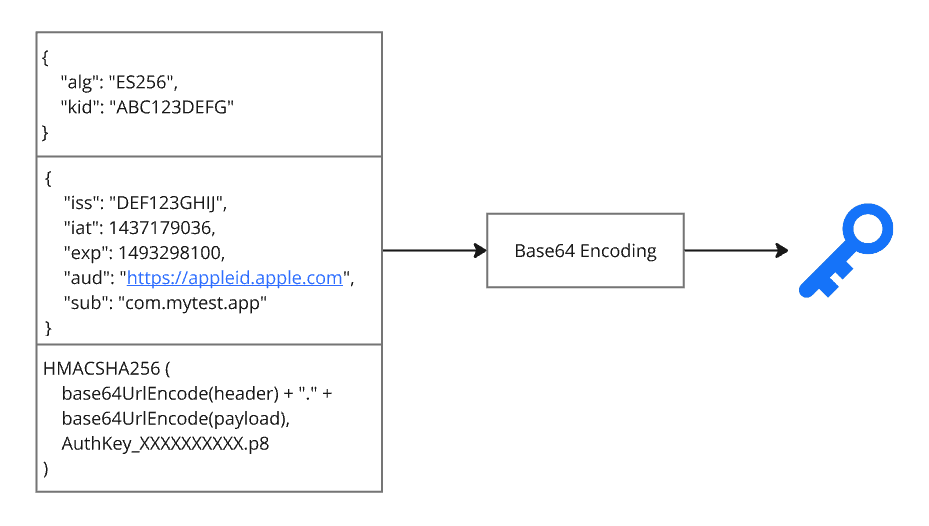 {
"alg": "ES256",
"kid": "ABC123DEFG"
}
{
"iss": "DEF123GHIJ",
"iat": 1437179036,
"exp": 1493298100,
"aud": "https://appleid.apple.com",
"sub": "com.mytest.app"
}
HMACSHA256 (
base64UrlEncode(header) + "." +
base64UrlEncode(payload),
AuthKey_XXXXXXXXXX.p8
)
Base64 Encoding